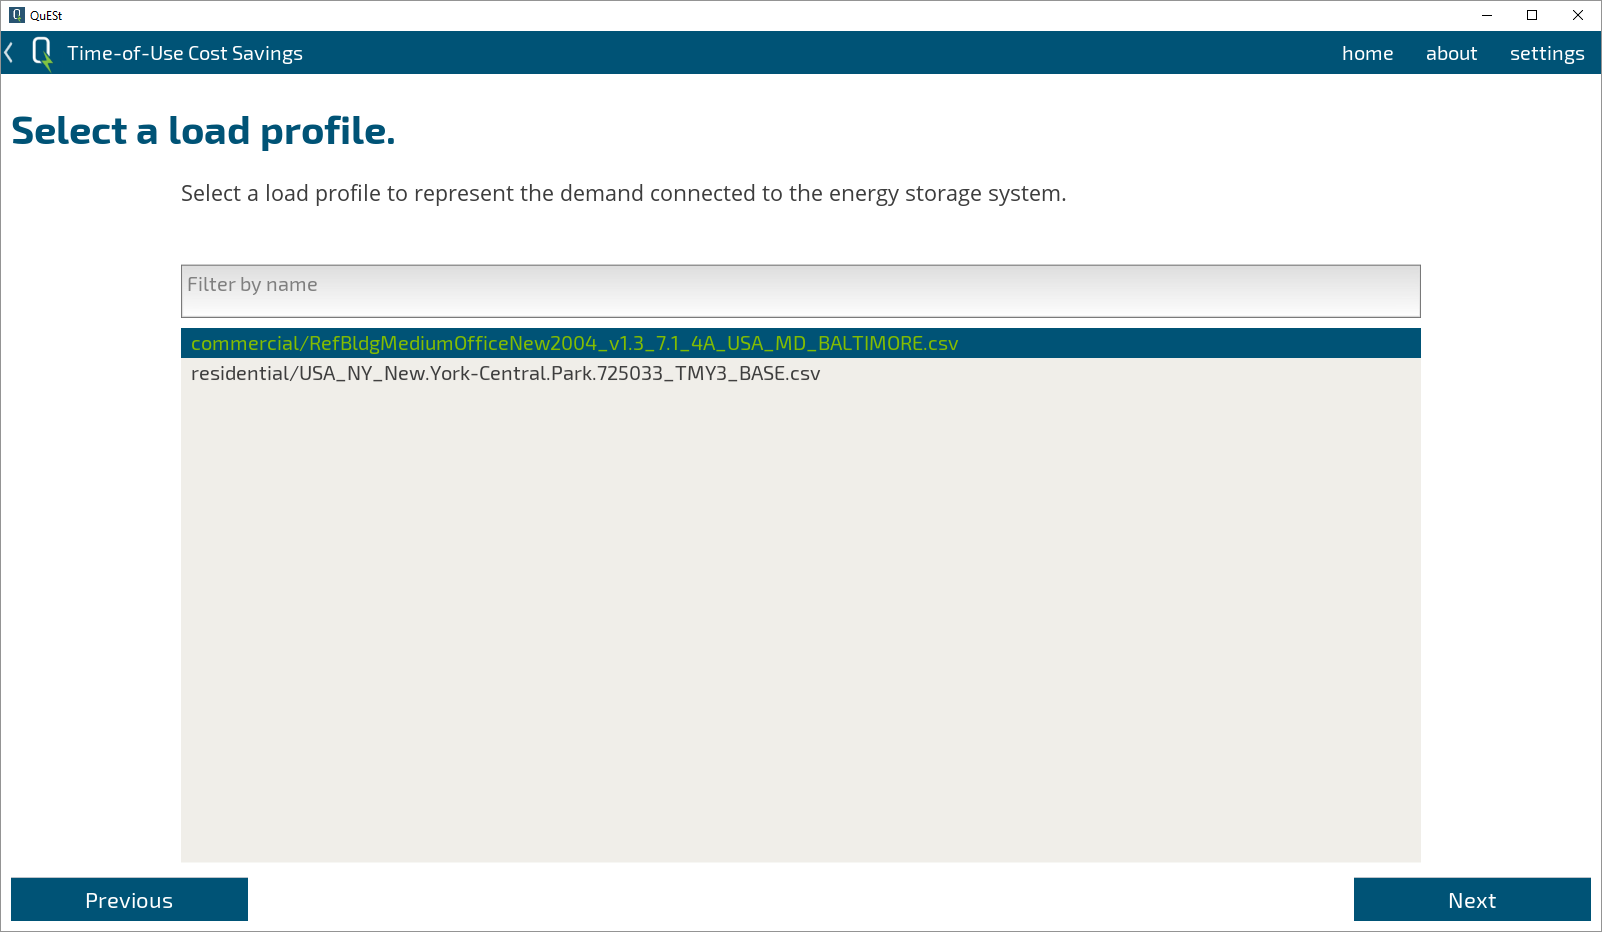 QuESt
Time-of-Use Cost Savings
home about settings
Select a load profile.
Select a load profile to represent the demand connected to the energy storage system.
Filter by name
commercial/RefBldgMediumOfficeNew2004_v1.3_7.1_4A_USA_MD_BALTIMORE.csv
residential/USA_NY_New.York-Central.Park.725033_TMY3_BASE.csv
Previous
Next